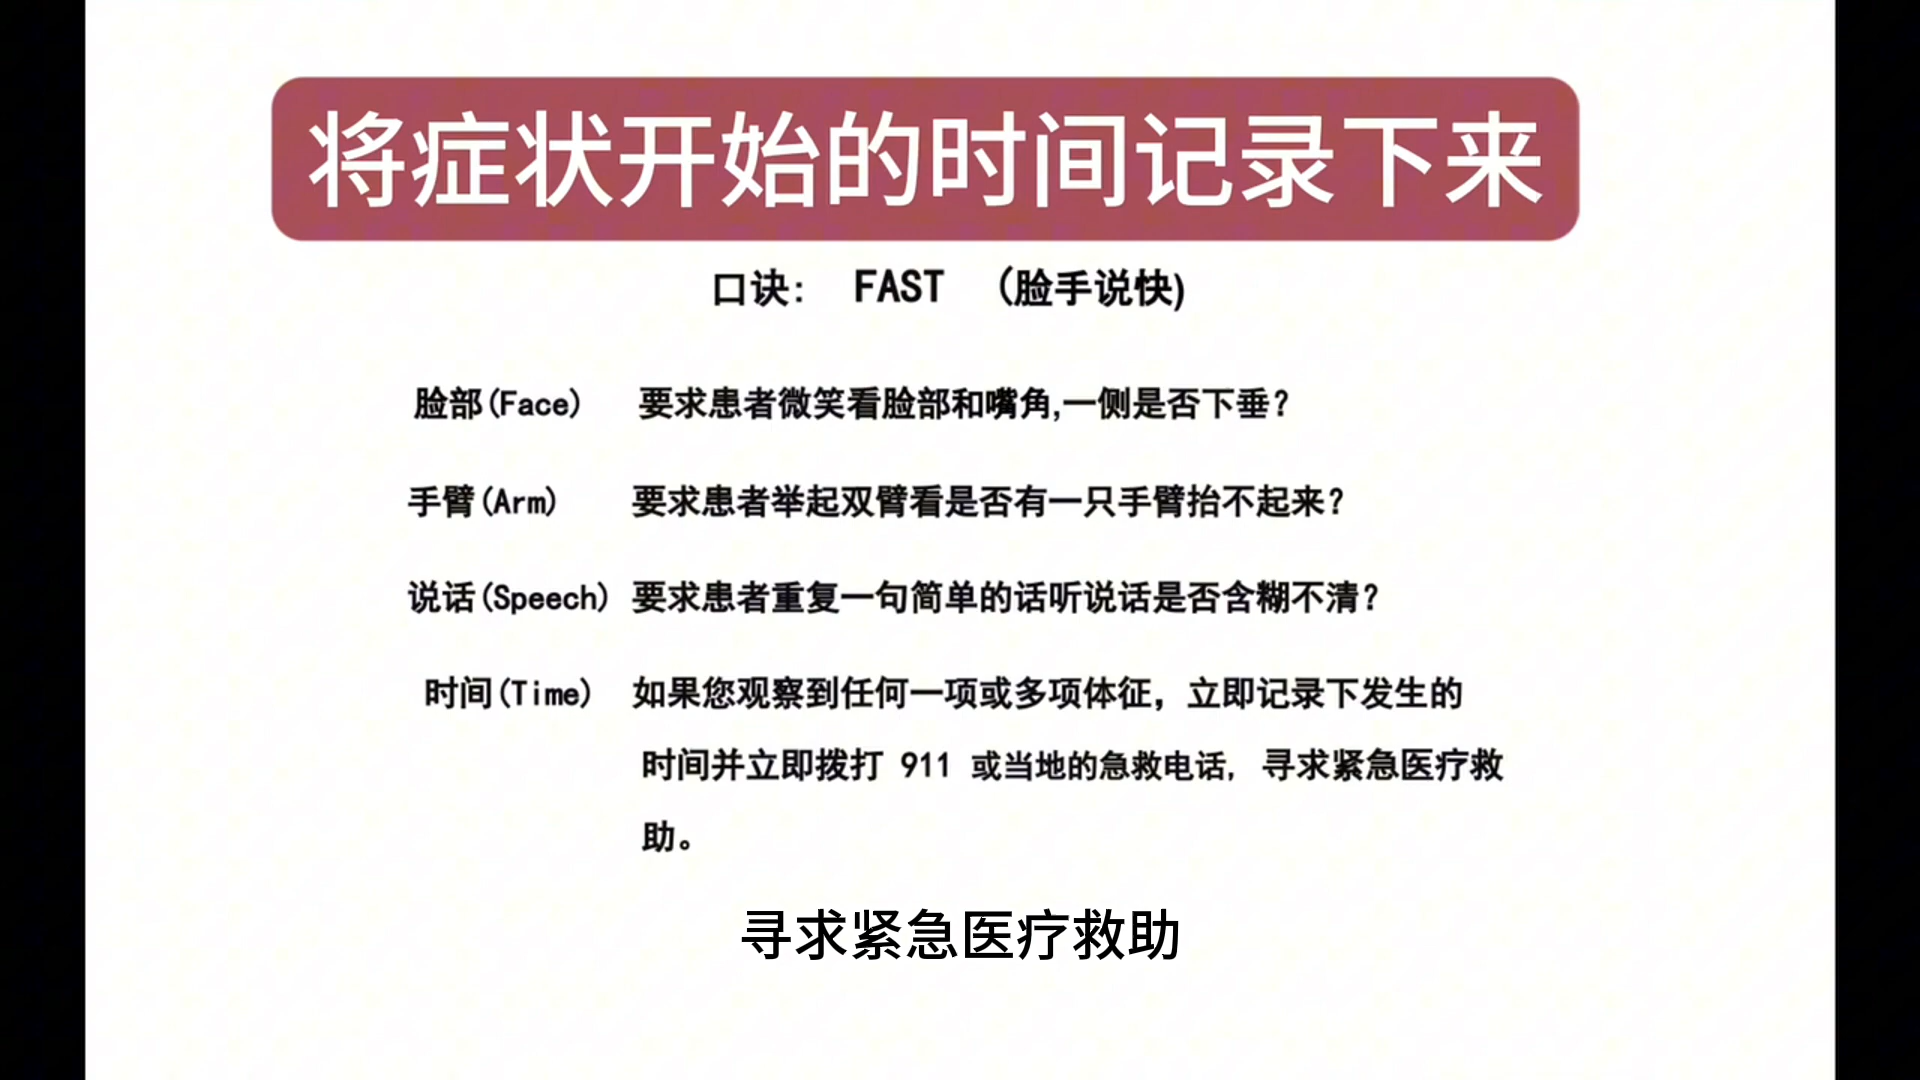 将症状开始的时间记录下来
口诀: FAST (脸手说快)
脸部(Face) 要求患者微笑看脸部和嘴角,一侧是否下垂?
手臂(Arm) 要求患者举起双臂看是否有一只手臂抬不起来?
说话(Speech) 要求患者重复一句简单的话听说话是否含糊不清?
时间(Time) 如果您观察到任何一项或多项体征，立即记录下发生的
时间并立即拨打 911 或当地的急救电话, 寻求紧急医疗救
助。
寻求紧急医疗救助